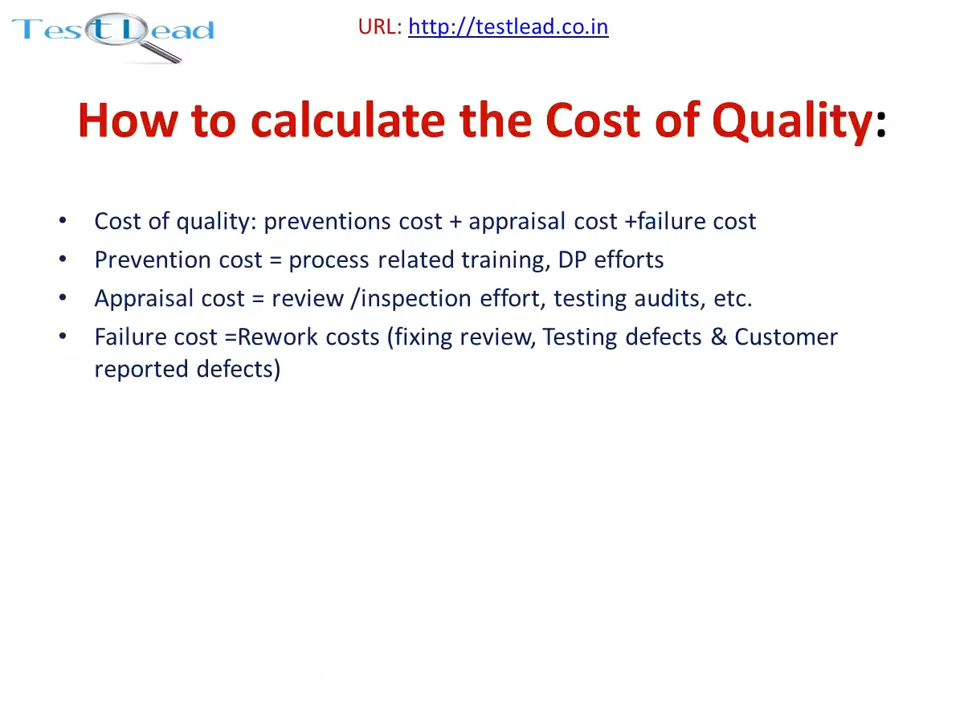 Test Lead
URL: http://testlead.co.in
How to calculate the Cost of Quality:
• Cost of quality: preventions cost + appraisal cost +failure cost
• Prevention cost = process related training, DP efforts
• Appraisal cost = review /inspection effort, testing audits, etc.
• Failure cost =Rework costs (fixing review, Testing defects & Customer
reported defects)